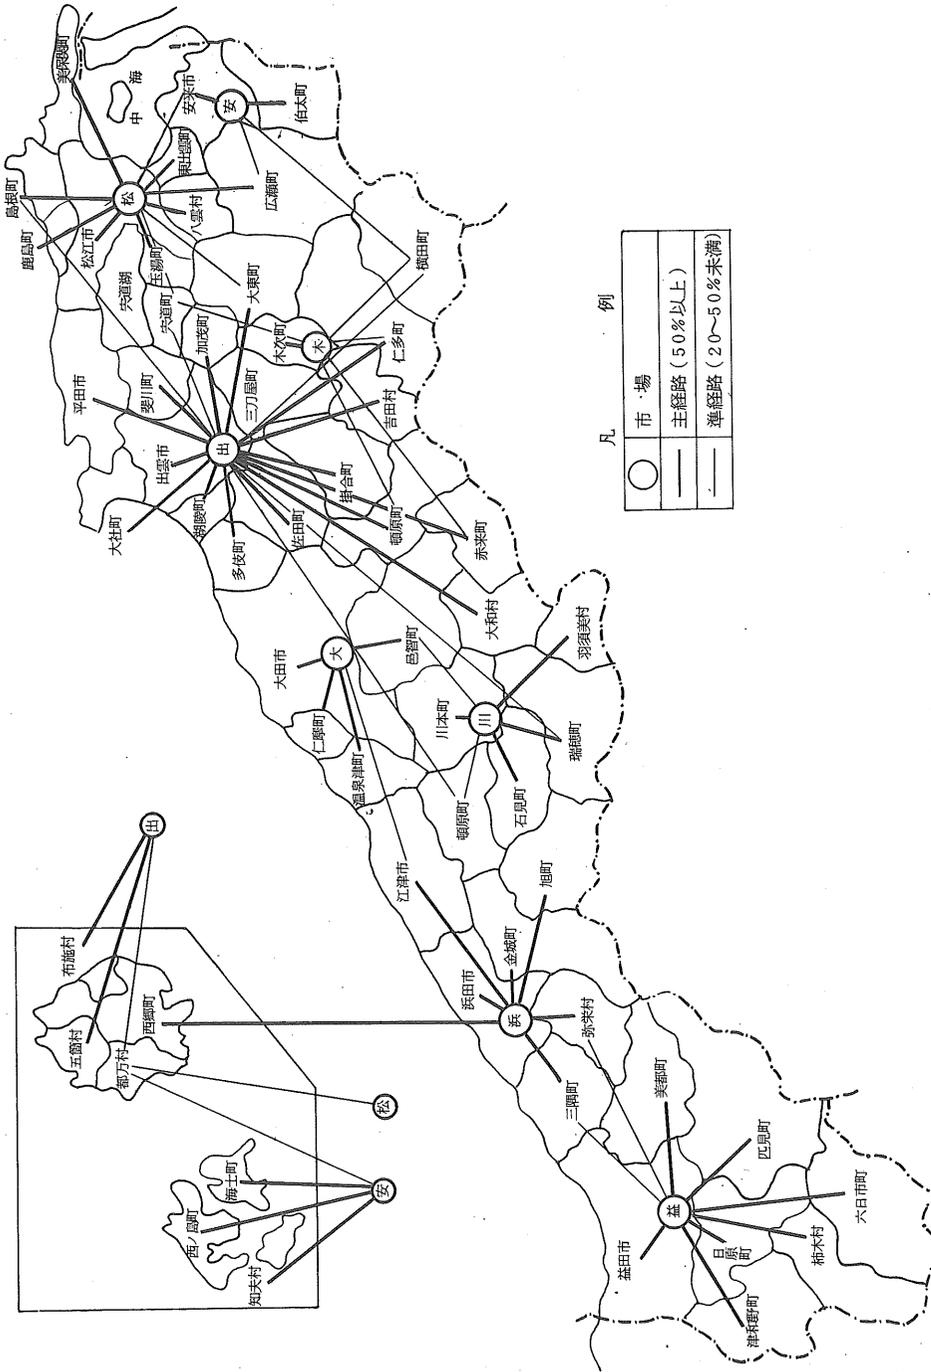 美保関町
島根町
鹿島町
松江市
松
中海
安来市
安
伯太町
東出雲町
八雲村
広瀬町
玉湯町
宍道湖
宍道町
大東町
横田町
加茂町
木次町
木
仁多町
平田市
斐川町
三刀屋町
吉田村
出雲市
出
掛合町
頓原町
赤来町
大社町
湖陵町
多伎町
佐田町
大和村
羽須美村
大田市
大
邑智町
仁摩町
温泉津町
川本町
川
瑞穂町
石見町
頓原町
江津市
旭町
金城町
浜田市
浜
弥栄村
三隅町
美都町
匹見町
益
益田市
日原町
柿木村
六日市町
津和野町
出
布施村
五箇村
西郷町
都万村
松
安
海士町
西ノ島町
知夫村
凡例
市場
主経路(50%以上)
準経路(20~50%未満)